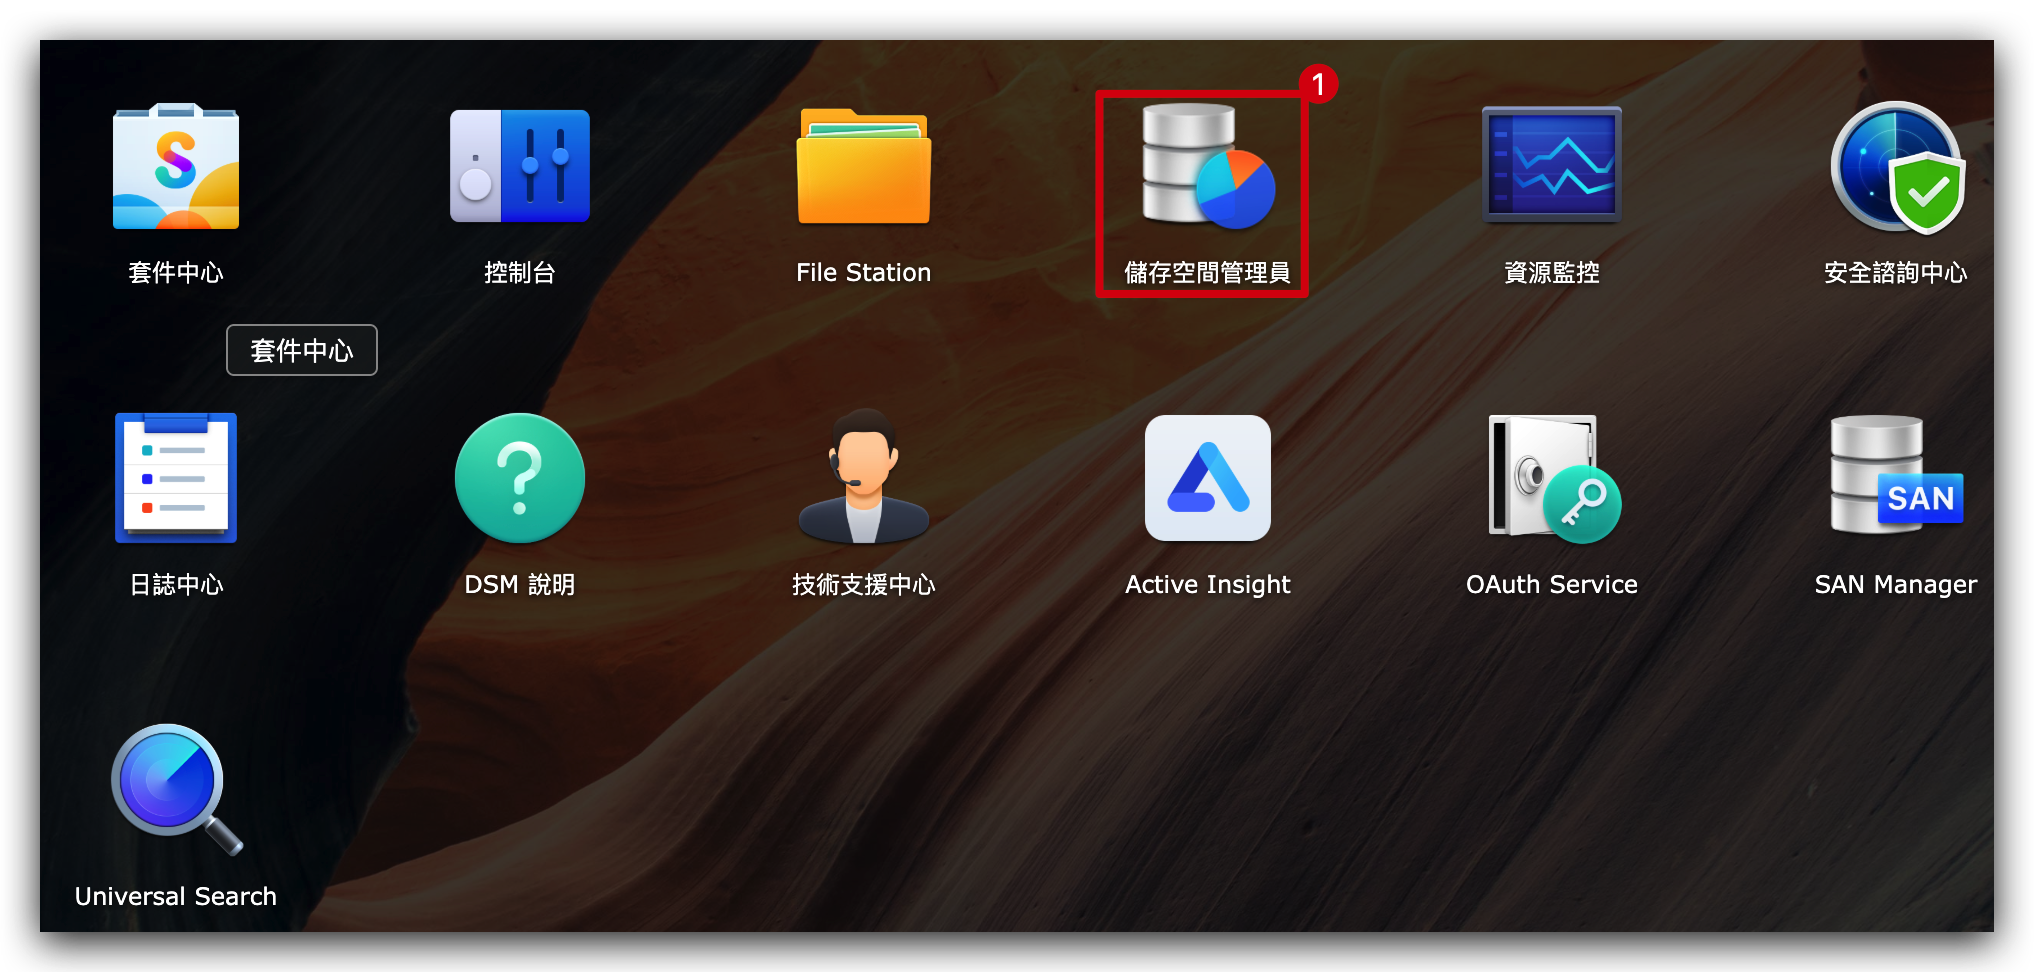 1
套件中心
控制台
File Station
儲存空間管理員
資源監控
安全諮詢中心
套件中心
日誌中心
DSM 說明
技術支援中心
Active Insight
OAuth Service
SAN
SAN Manager
Universal Search